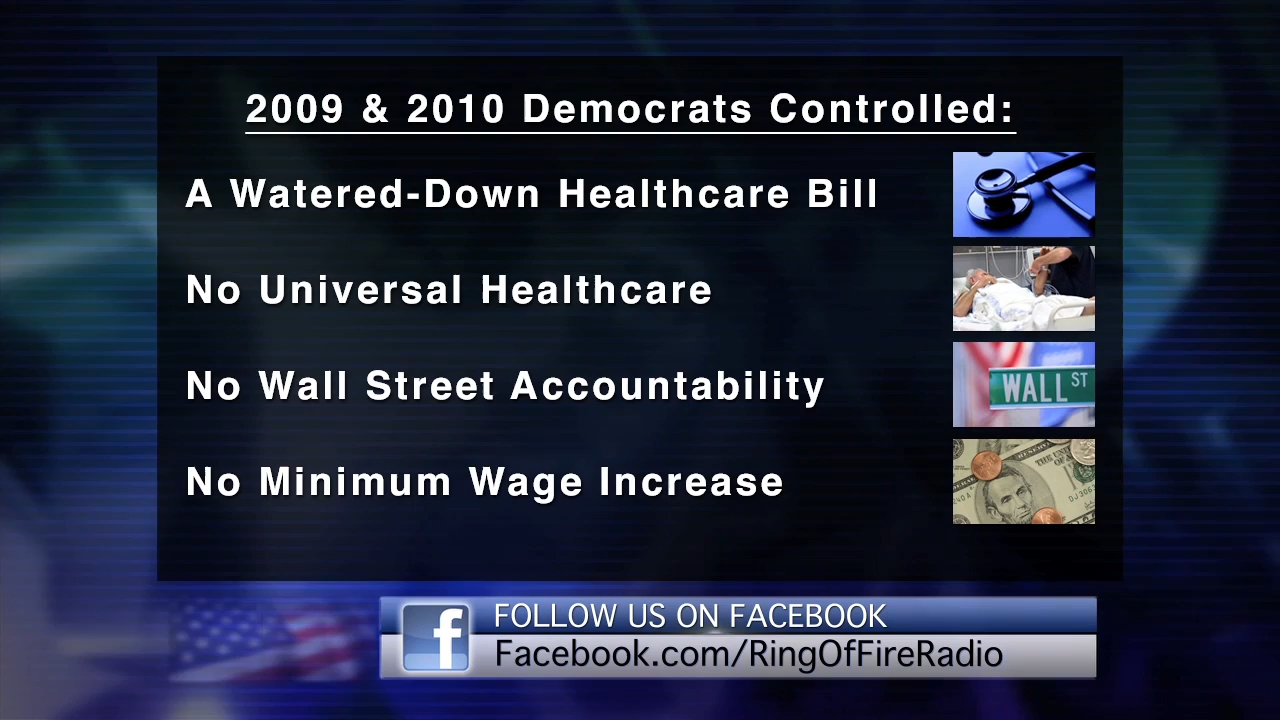 2009 & 2010 Democrats Controlled:
A Watered-Down Healthcare Bill
No Universal Healthcare
No Wall Street Accountability
WALL ST
No Minimum Wage Increase
FOLLOW US ON FACEBOOK
Facebook.com/RingOfFireRadio